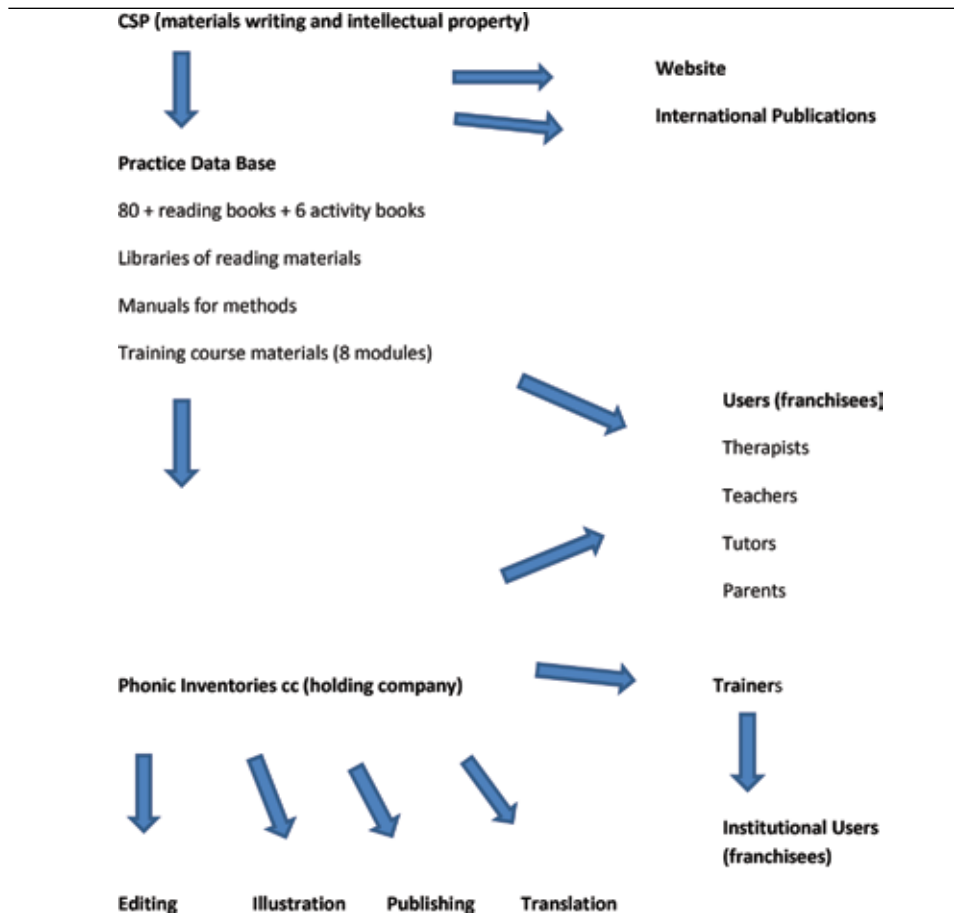 CSP (materials writing and intellectual property)
Website
International Publications
Practice Data Base
80 + reading books + 6 activity books
Libraries of reading materials
Manuals for methods
Training course materials (8 modules)
Users (franchisees)
Therapists
Teachers
Tutors
Parents
Phonic Inventories cc (holding company)
Trainers
Institutional Users
(franchisees)
Editing
Illustration
Publishing
Translation